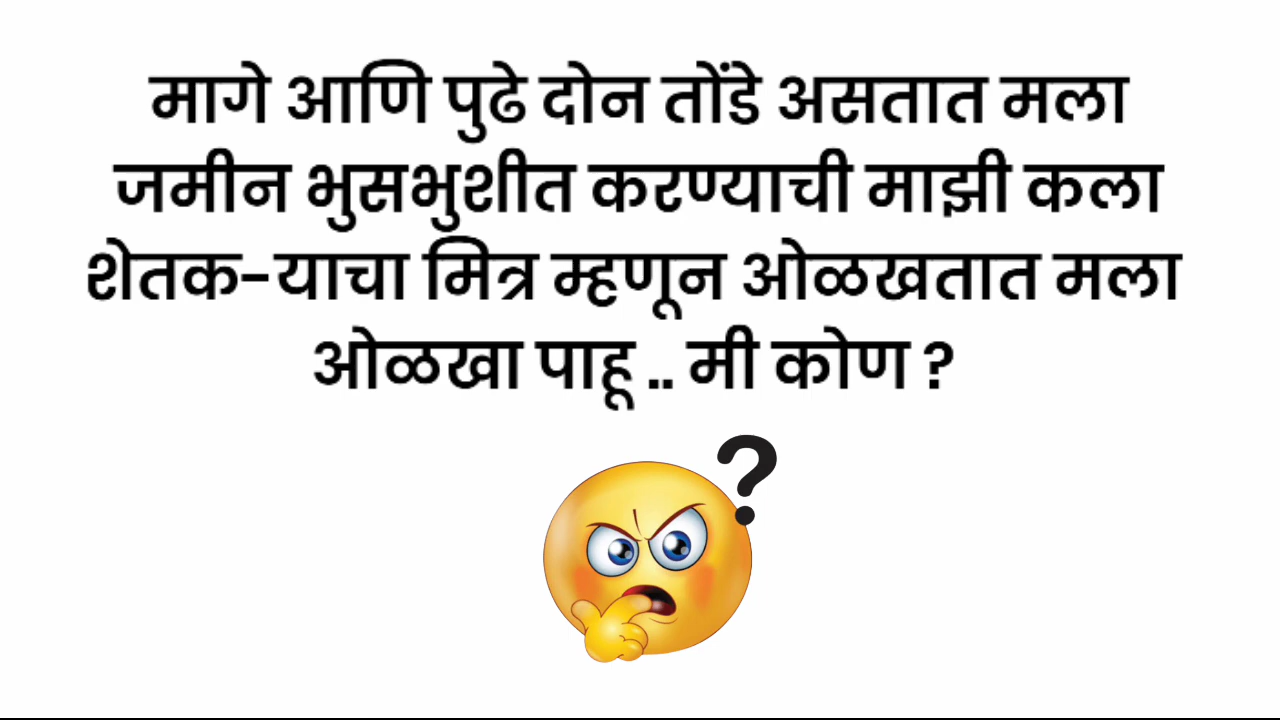 मागे आणि पुढे दोन तोंडे असतात मला
जमीन भुसभुशीत करण्याची माझी कला
शेतक-याचा मित्र म्हणून ओळखतात मला
ओळखा पाहू .. मी कोण ?
?